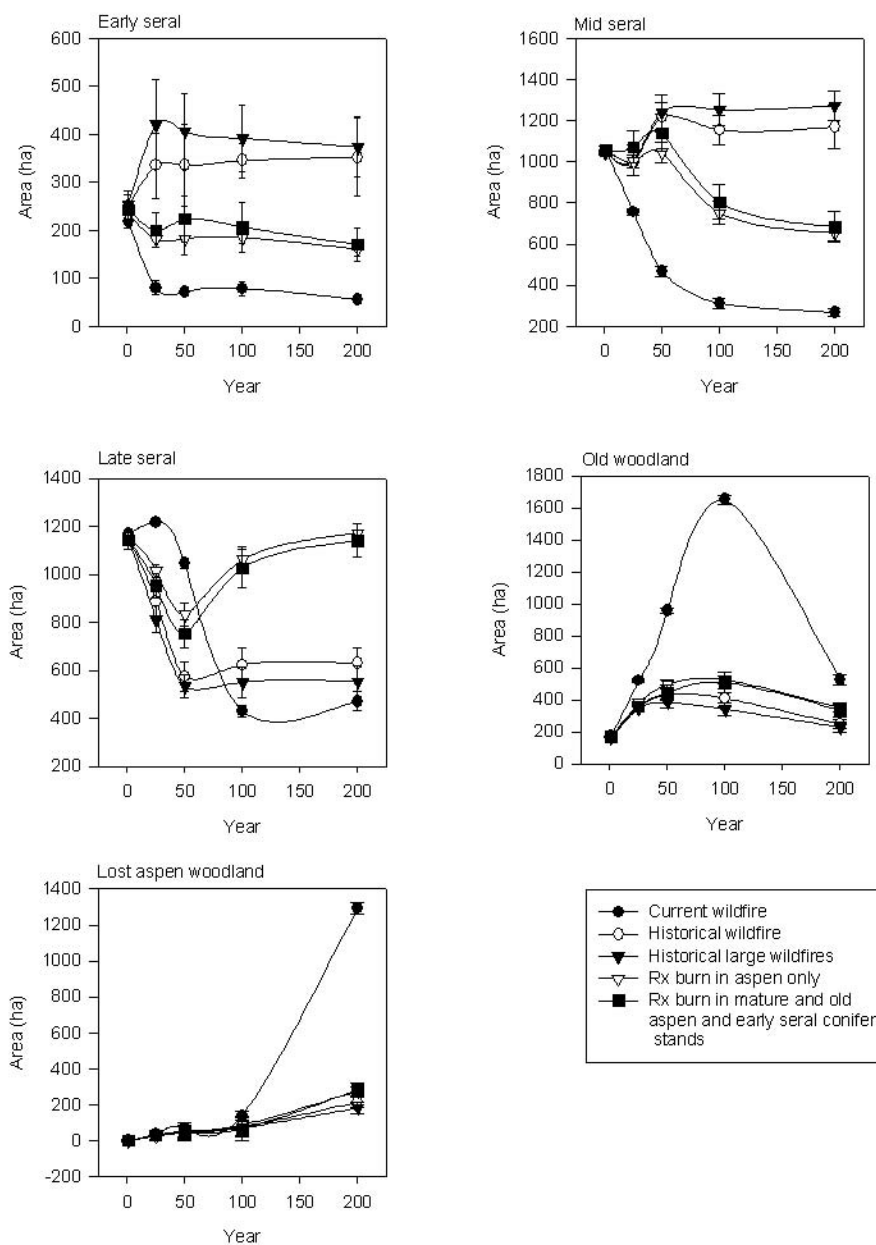 Early seral
600
500
400
300
200
100
0
Area (ha)
0 50 100 150 200
Year
Mid seral
1600
1400
1200
1000
800
600
400
200
Area (ha)
0 50 100 150 200
Year
Late seral
1400
1200
1000
800
600
400
200
Area (ha)
0 50 100 150 200
Year
Old woodland
1800
1600
1400
1200
1000
800
600
400
200
0
Area (ha)
0 50 100 150 200
Year
Lost aspen woodland
1400
1200
1000
800
600
400
200
0
-200
Area (ha)
0 50 100 150 200
Year
Current wildfire
Historical wildfire
Historical large wildfires
Rx burn in aspen only
Rx burn in mature and old
aspen and early seral conifer
stands